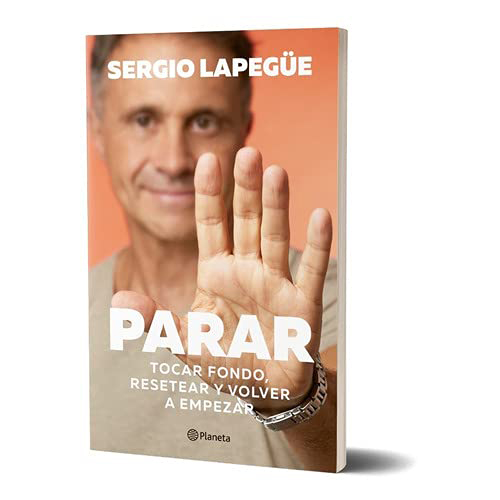 SERGIO LAPEGÜE
PARAR
TOCAR FONDO,
RESETEAR Y VOLVER
A EMPEZAR
Planeta